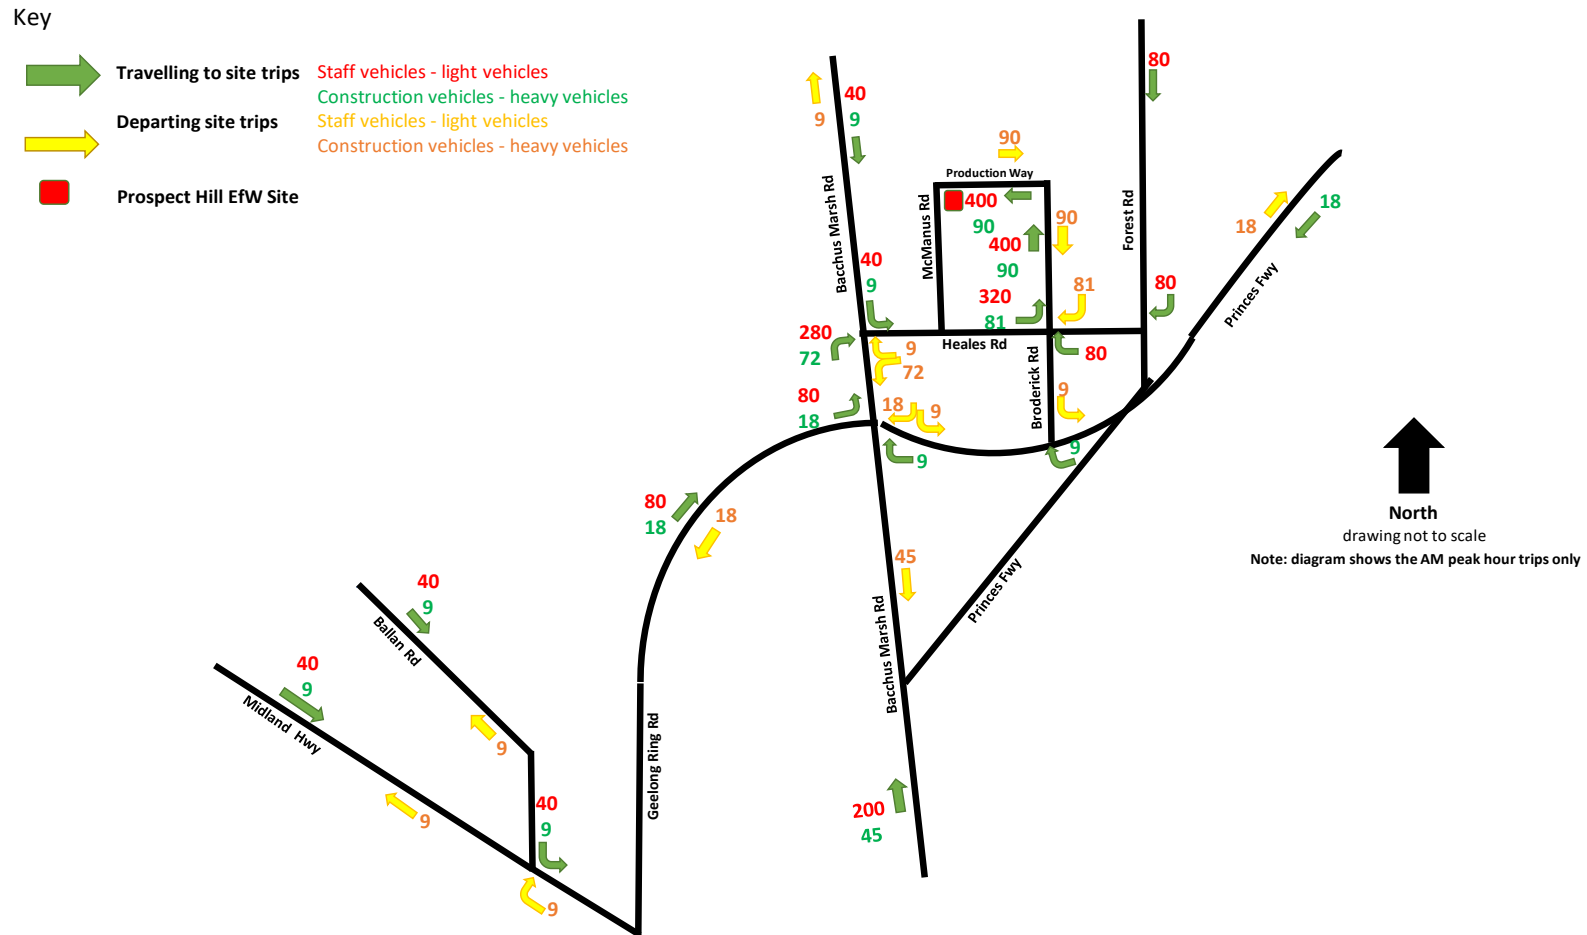 Key
Travelling to site trips
Staff vehicles - light vehicles
Construction vehicles - heavy vehicles
Departing site trips
Staff vehicles - light vehicles
Construction vehicles - heavy vehicles
Prospect Hill EfW Site
80
40
9
9
90
Production Way
Bacchus Marsh Rd
McManus Rd
Forest Rd
400
90
90
400
90
18
18
Princes Fwy
40
9
320
81
81
80
280
72
Heales Rd
9
72
80
Broderick Rd
80
18
18
9
9
9
9
North
drawing not to scale
Note: diagram shows the AM peak hour trips only
80
18
18
45
Princes Fwy
Bacchus Marsh Rd
40
9
Ballan Rd
40
9
Midland Hwy
9
9
Geelong Ring Rd
40
9
200
45
9